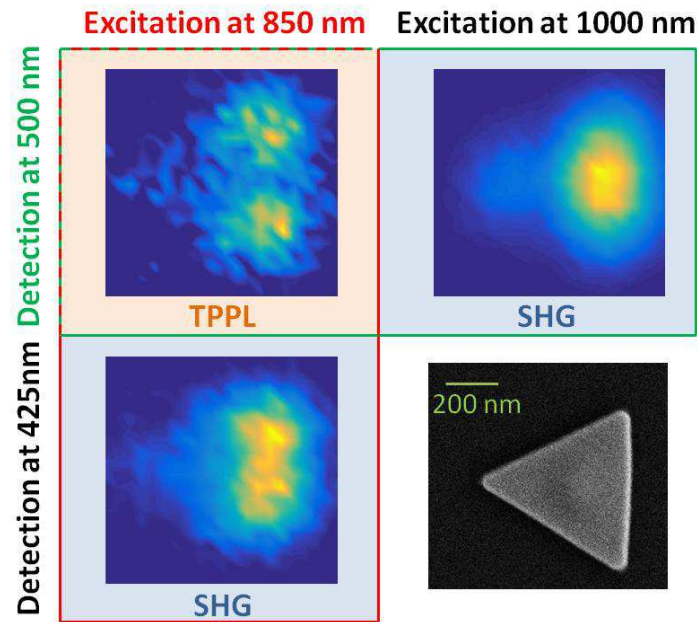 Excitation at 850 nm
Excitation at 1000 nm
Detection at 500 nm
TPPL
SHG
Detection at 425nm
SHG
200 nm